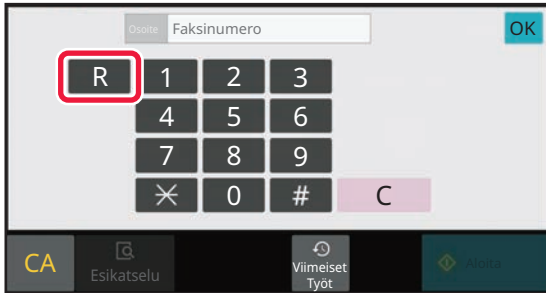 Osoite Faksinumero OK
R 1 2 3
4 5 6
7 8 9
* 0 # C
CA Esikatselu Viimeiset Työt Aloita